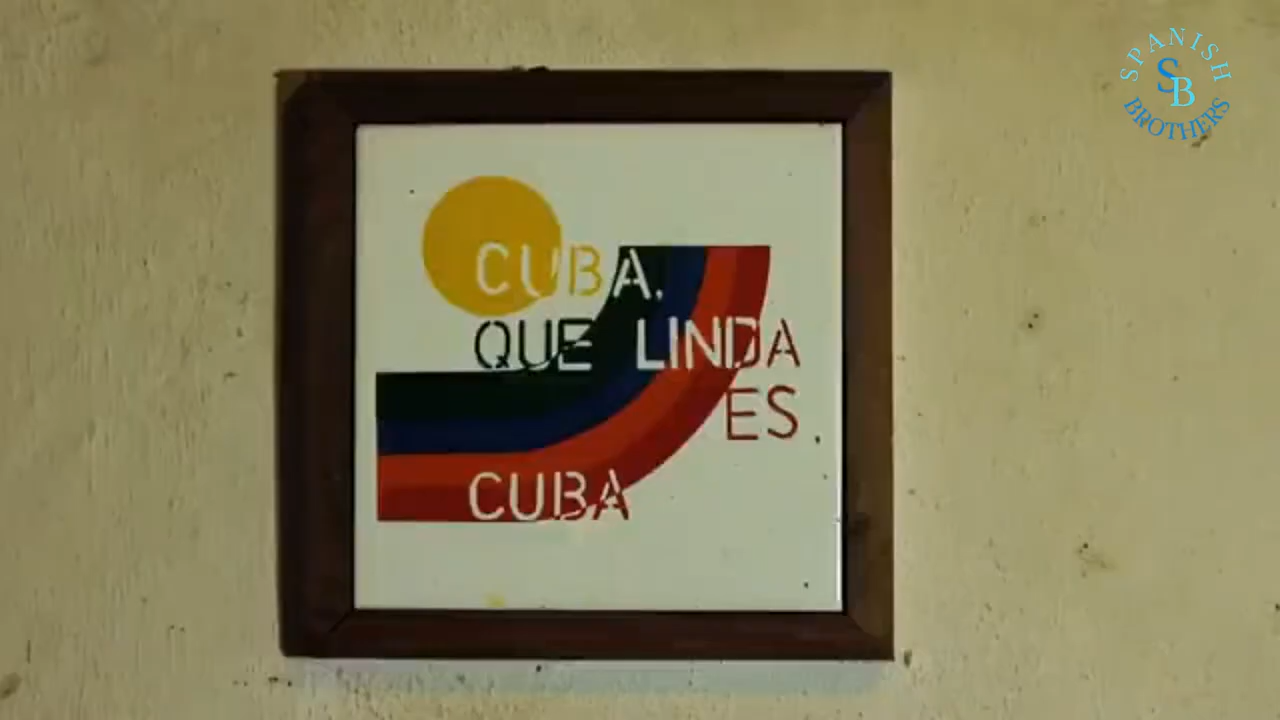 CUBA,
QUE LINDA
ES
CUBA
SPANISH
SB
BROTHERS